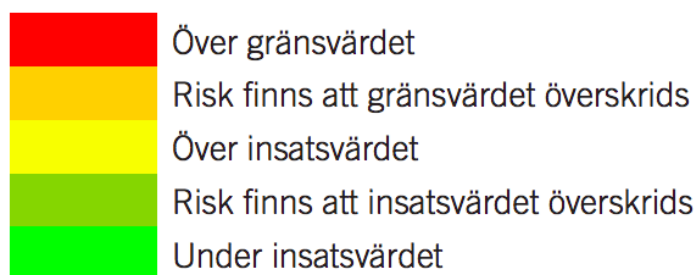 Över gränsvärdet
Risk finns att gränsvärdet överskrids
Över insatsvärdet
Risk finns att insatsvärdet överskrids
Under insatsvärdet